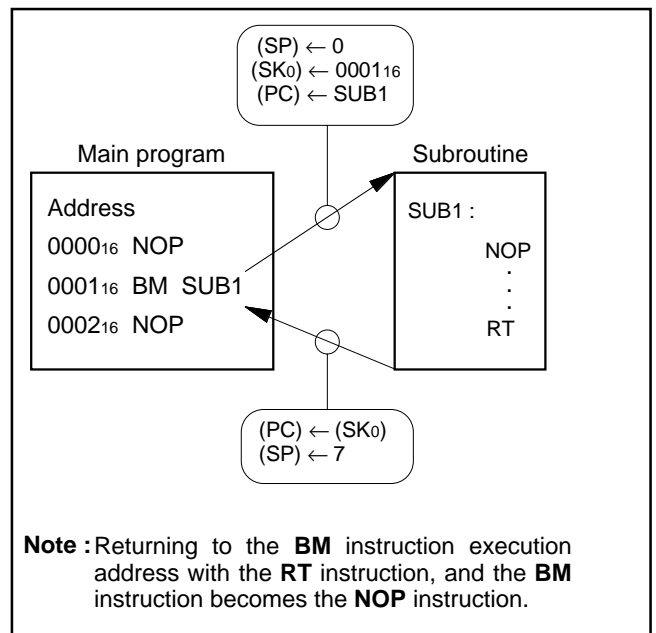 (SP) ← 0
(SK0) ← 000116
(PC) ← SUB1
Main program
Subroutine
Address
000016 NOP
000116 BM SUB1
000216 NOP
SUB1 :
NOP
.
.
.
RT
(PC) ← (SK0)
(SP) ← 7
Note : Returning to the BM instruction execution
address with the RT instruction, and the BM
instruction becomes the NOP instruction.